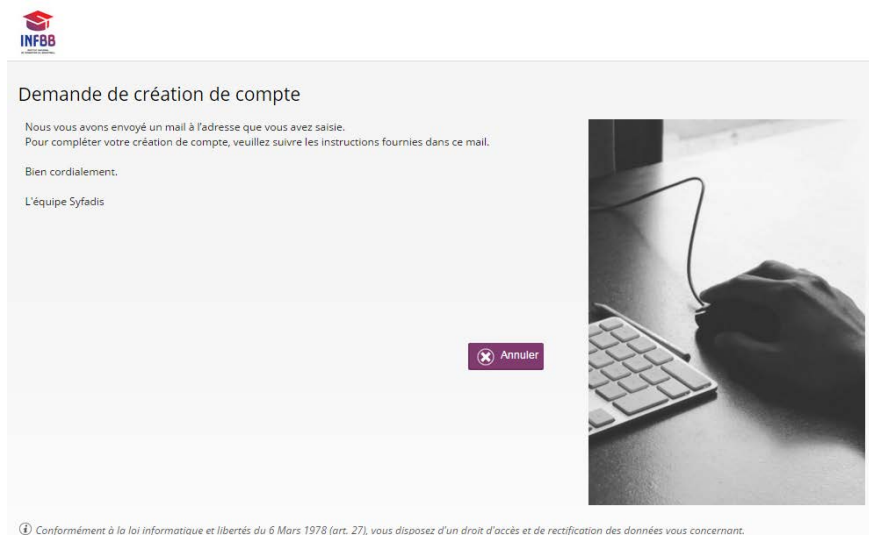 INFBB
Demande de création de compte
Nous vous avons envoyé un mail à l'adresse que vous avez saisie.
Pour compléter votre création de compte, veuillez suivre les instructions fournies dans ce mail.
Bien cordialement.
L'équipe Syfadis
Annuler
Conformément à la loi informatique et libertés du 6 Mars 1978 (art. 27), vous disposez d'un droit d'accès et de rectification des données vous concernant.